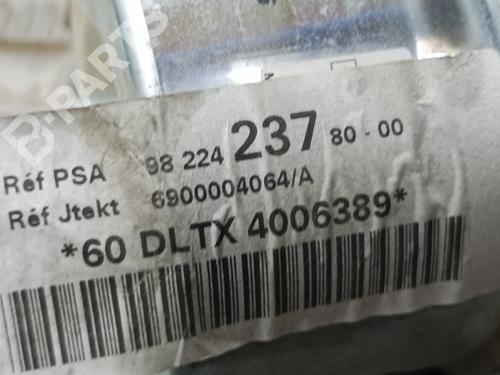 B-PARTS
Réf PSA 98 224 237 80-00
Réf Jtekt 6900004064/A
*60 DLTX 4006389*